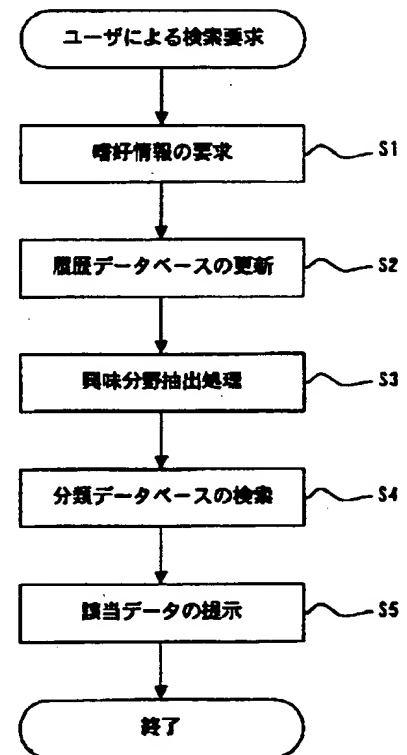 ユーザによる検索要求
嗜好情報の要求 S1
履歴データベースの更新 S2
興味分野抽出処理 S3
分類データベースの検索 S4
該当データの提示 S5
終了